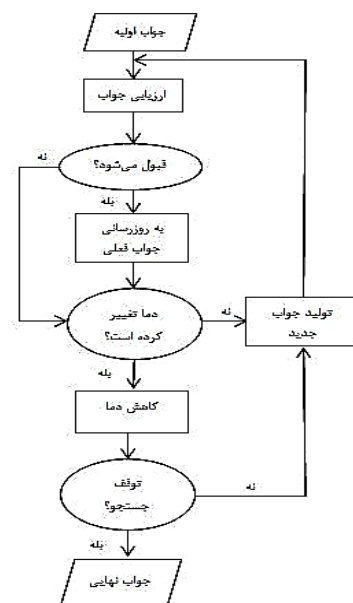 جواب اولیه
ارزیابی جواب
قبول می‌شود؟
نه
بله
به روزرسانی
جواب فعلی
دما تغییر
کرده است؟
نه
تولید جواب
جدید
بله
کاهش دما
توقف
جستجو؟
نه
بله
جواب نهایی